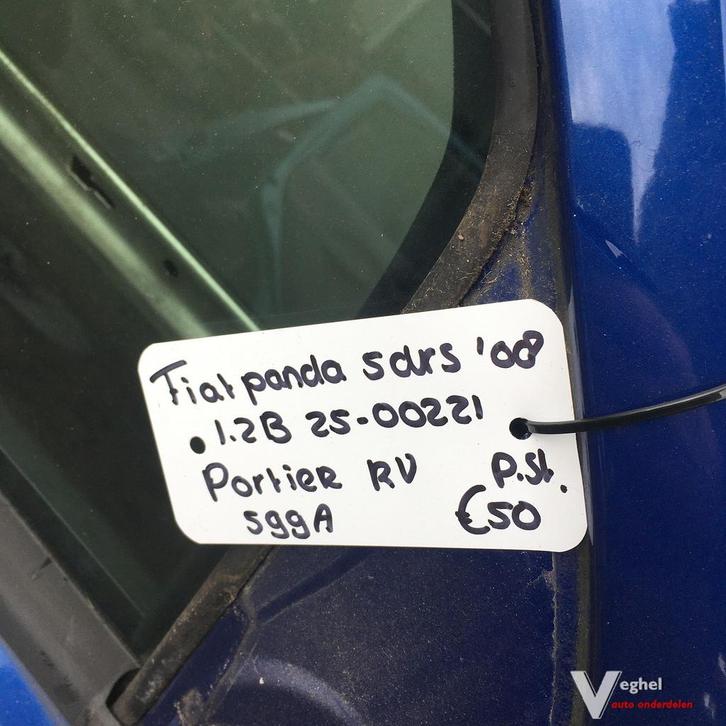 Fiat panda 5drs '08
1.2B 25-00221
Portier RV P.St.
599A €50
Veghel
auto onderdelen